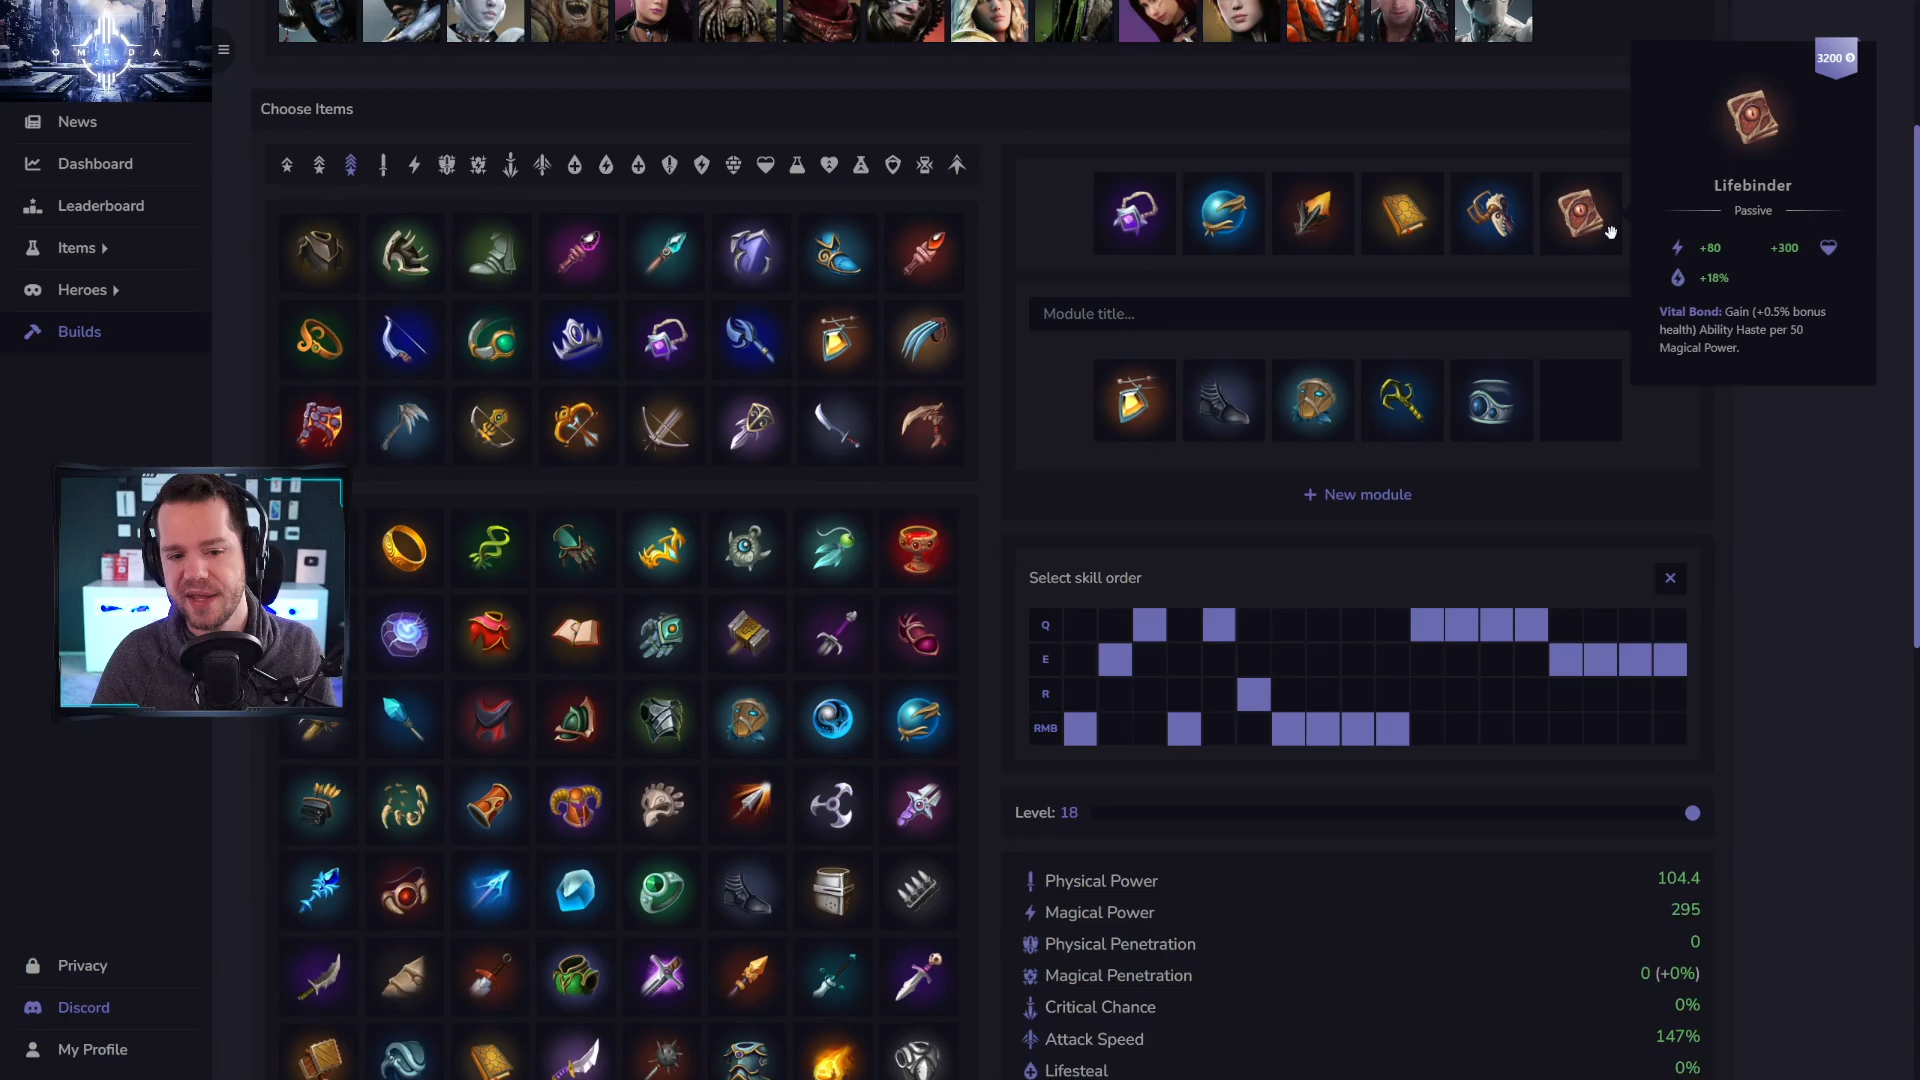 OMEDA
CITY
News
Dashboard
Leaderboard
Items
Heroes
Builds
Privacy
Discord
My Profile
Choose Items
Module title...
+ New module
Select skill order
Q
E
R
RMB
Level: 18
Physical Power 104.4
Magical Power 295
Physical Penetration 0
Magical Penetration 0 (+0%)
Critical Chance 0%
Attack Speed 147%
Lifesteal 0%
3200
Lifebinder
Passive
+80 +300
+18%
Vital Bond: Gain (+0.5% bonus
health) Ability Haste per 50
Magical Power.